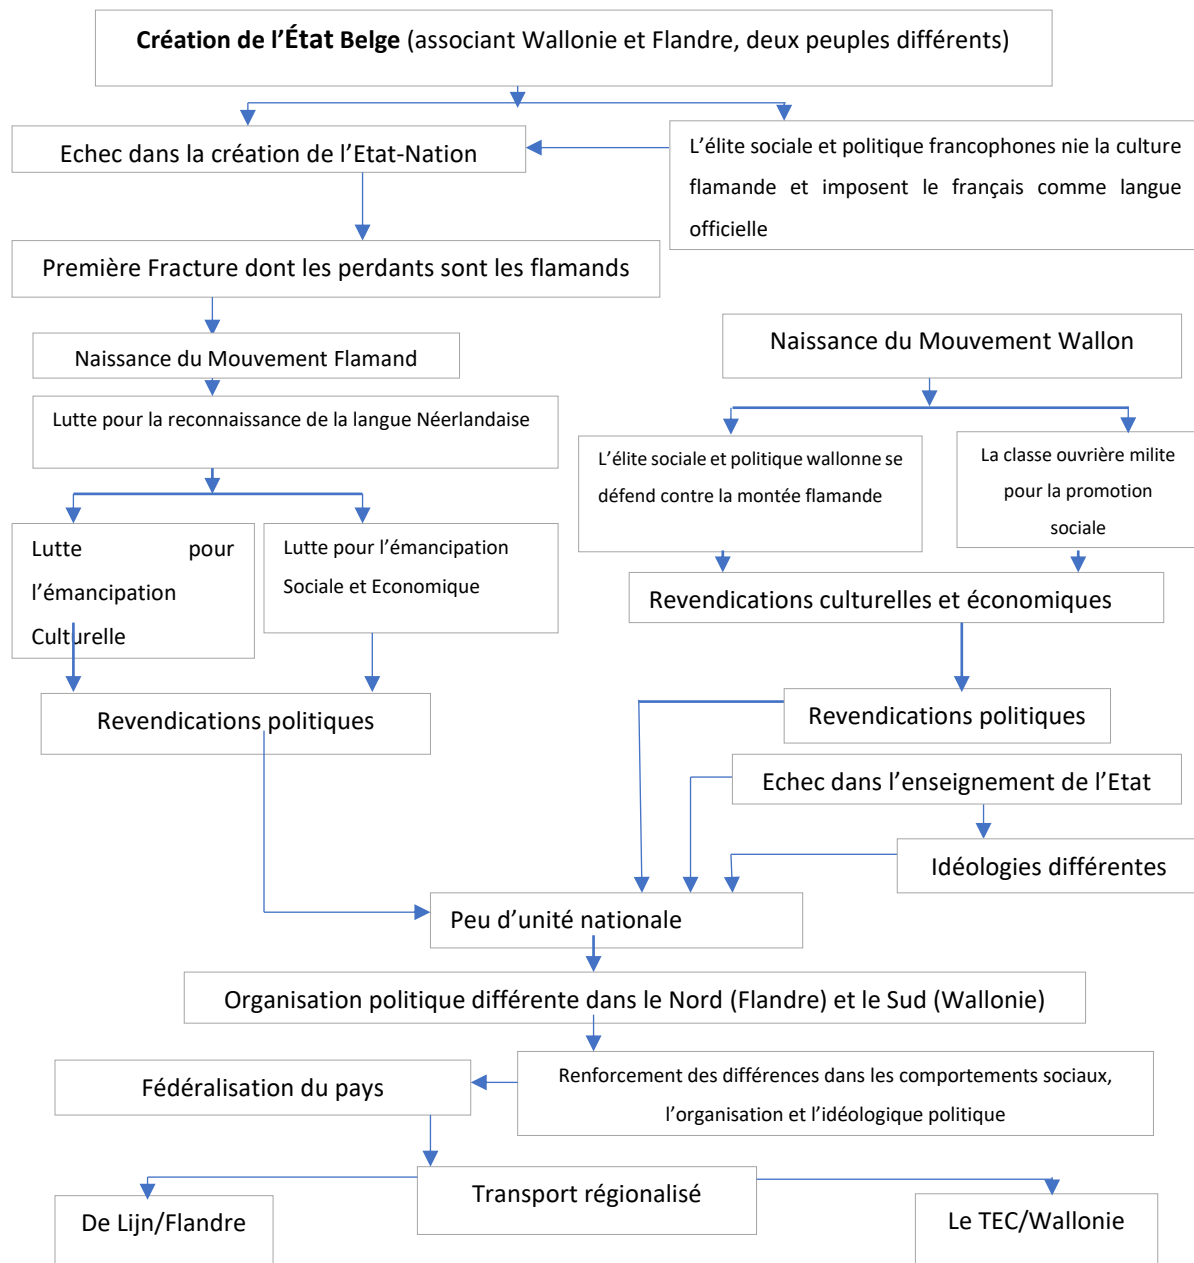 Création de l'État Belge (associant Wallonie et Flandre, deux peuples différents)
Echec dans la création de l'Etat-Nation
L'élite sociale et politique francophones nie la culture
flamande et imposent le français comme langue
officielle
Première Fracture dont les perdants sont les flamands
Naissance du Mouvement Flamand
Naissance du Mouvement Wallon
Lutte pour la reconnaissance de la langue Néerlandaise
L'élite sociale et politique wallonne se
défend contre la montée flamande
La classe ouvrière milite
pour la promotion
sociale
Lutte pour
l'émancipation
Culturelle
Lutte pour l'émancipation
Sociale et Economique
Revendications culturelles et économiques
Revendications politiques
Revendications politiques
Echec dans l'enseignement de l'Etat
Idéologies différentes
Peu d'unité nationale
Organisation politique différente dans le Nord (Flandre) et le Sud (Wallonie)
Fédéralisation du pays
Renforcement des différences dans les comportements sociaux,
l'organisation et l'idéologique politique
Transport régionalisé
De Lijn/Flandre
Le TEC/Wallonie